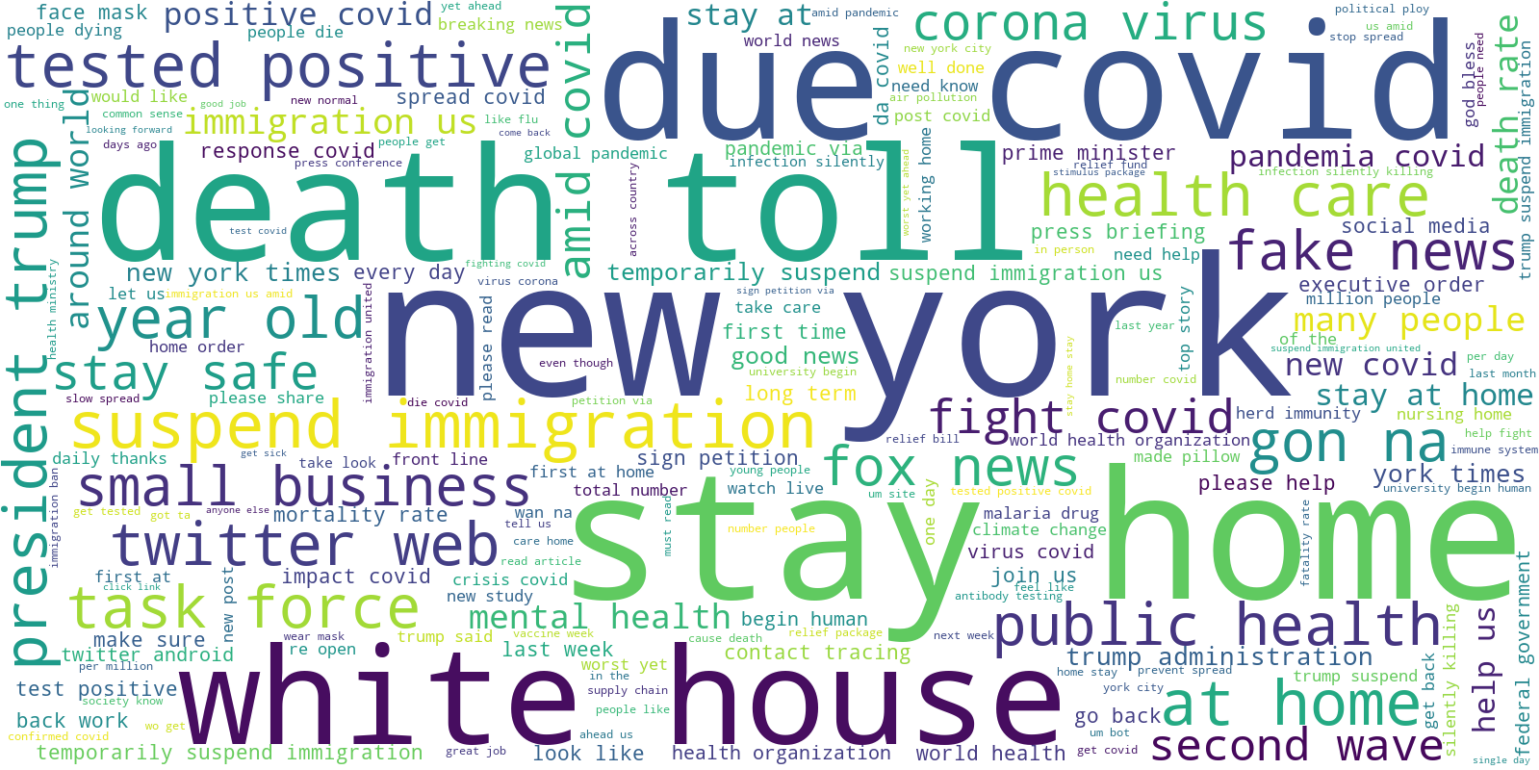 face mask
positive covid
yet ahead
stay at
amid pandemic
corona virus
political ploy
us amid
people dying
people die
breaking news
due covid
world news
new york city
stop spread
death rate
tested positive
amid covid
well done
need know
da covid
god bless
people need
trump suspend immigration
one thing
would like
good job
new normal
spread covid
air pollution
post covid
common sense
immigration us
like flu
looking forward
come back
days ago
response covid
press conference
people get
global pandemic
pandemic via
infection silently
working home
prime minister
relief fund
stimulus package
pandemia covid
infection silently killing
president trump
around world
death toll
across country
worst yet ahead
health care
test covid
press briefing
social media
in person
need help
fake news
fighting covid
health ministry
new york times
every day
virus corona
temporarily suspend
suspend immigration us
executive order
let us
immigration us amid
immigration united
please read
new york
sign petition via
take care
million people
year old
last year
top story
many people
first time
of the
home order
good news
even though
university begin
suspend immigration united
new covid
per day
stay safe
number covid
last month
slow spread
please share
die covid
petition via
long term
stay home stay
stay at home
suspend immigration
fight covid
herd immunity
nursing home
help fight
relief bill
world health organization
gon na
immune system
daily thanks
get sick
take look
front line
first at home
sign petition
young people
fox news
made pillow
york times
immigration ban
small business
total number
watch live
um site
tested positive covid
please help
university begin human
get tested
got ta
anyone else
mortality rate
wan na
tell us
must read
number people
one day
malaria drug
climate change
stay home
fatality rate
twitter web
care home
read article
virus covid
first at
click link
new post
impact covid
crisis covid
new study
join us
feel like
antibody testing
task force
mental health
begin human
public health
silently killing
help us
federal government
make sure
wear mask
re open
trump said
vaccine week
cause death
relief package
next week
twitter android
last week
contact tracing
trump administration
per million
worst yet
in the
home stay
prevent spread
trump suspend
test positive
white house
supply chain
york city
society know
people like
at home
get back
back work
wo get
go back
confirmed covid
ahead us
um bot
second wave
temporarily suspend immigration
great job
look like
health organization
world health
get covid
single day